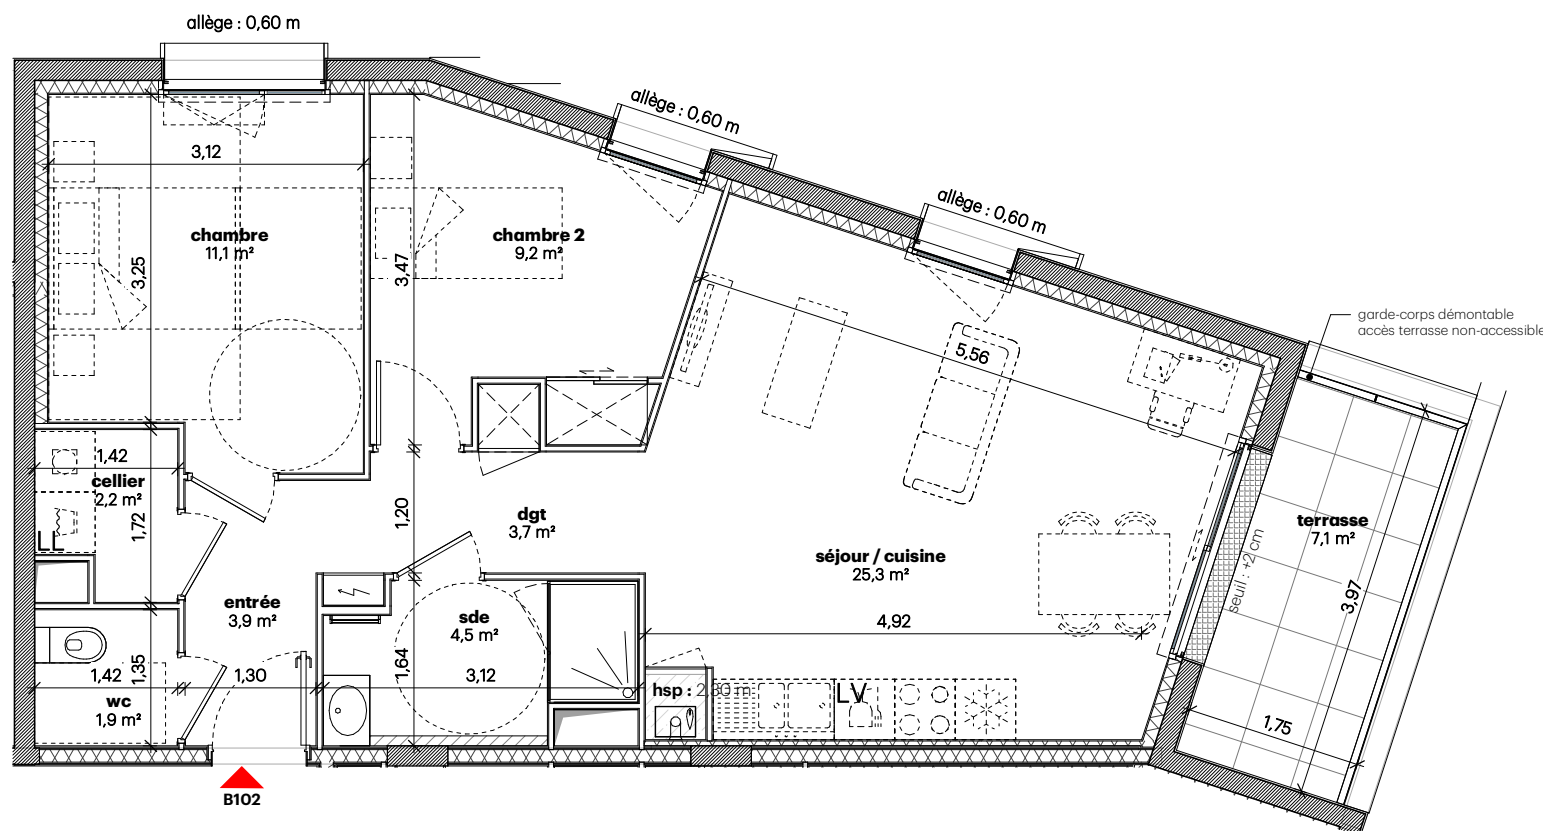 allège : 0,60 m
allège : 0,60 m
allège : 0,60 m
3,12
chambre
11,1 m²
3,25
3,47
chambre 2
9,2 m²
garde-corps démontable
accès terrasse non-accessible
5,56
1,42
cellier
2,2 m²
1,72
LL
1,20
dgt
3,7 m²
séjour / cuisine
25,3 m²
terrasse
7,1 m²
seuil : +2 cm
3,97
entrée
3,9 m²
sde
4,5 m²
4,92
1,42
1,35
1,30
1,64
3,12
hsp : 2,30 m
LV
wc
1,9 m²
1,75
B102